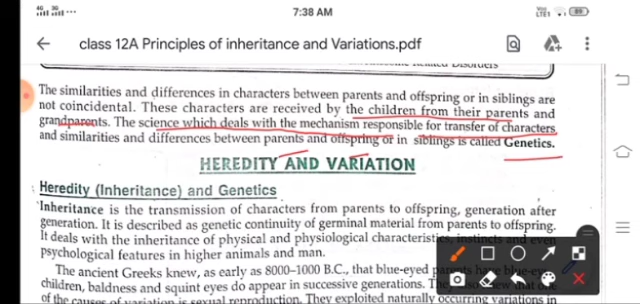 7:38 AM
class 12A Principles of inheritance and Variations.pdf
The similarities and differences in characters between parents and offspring or in siblings are
not coincidental. These characters are received by the children from their parents and
grandparents. The science which deals with the mechanism responsible for transfer of characters
and similarities and differences between parents and offspring or in siblings is called Genetics.
HEREDITY AND VARIATION
Heredity (Inheritance) and Genetics
Inheritance is the transmission of characters from parents to offspring, generation after
generation. It is described as genetic continuity of germinal material from parents to offspring.
It deals with the inheritance of physical and physiological characteristics, instincts and even
psychological features in higher animals and man.
The ancient Greeks knew, as early as 8000–1000 B.C., that blue-eyed parents have blue-eyed
children, baldness and squint eyes do appear in successive generations.
of the causes of variation is sexual reproduction. They exploited naturally occurring variations in